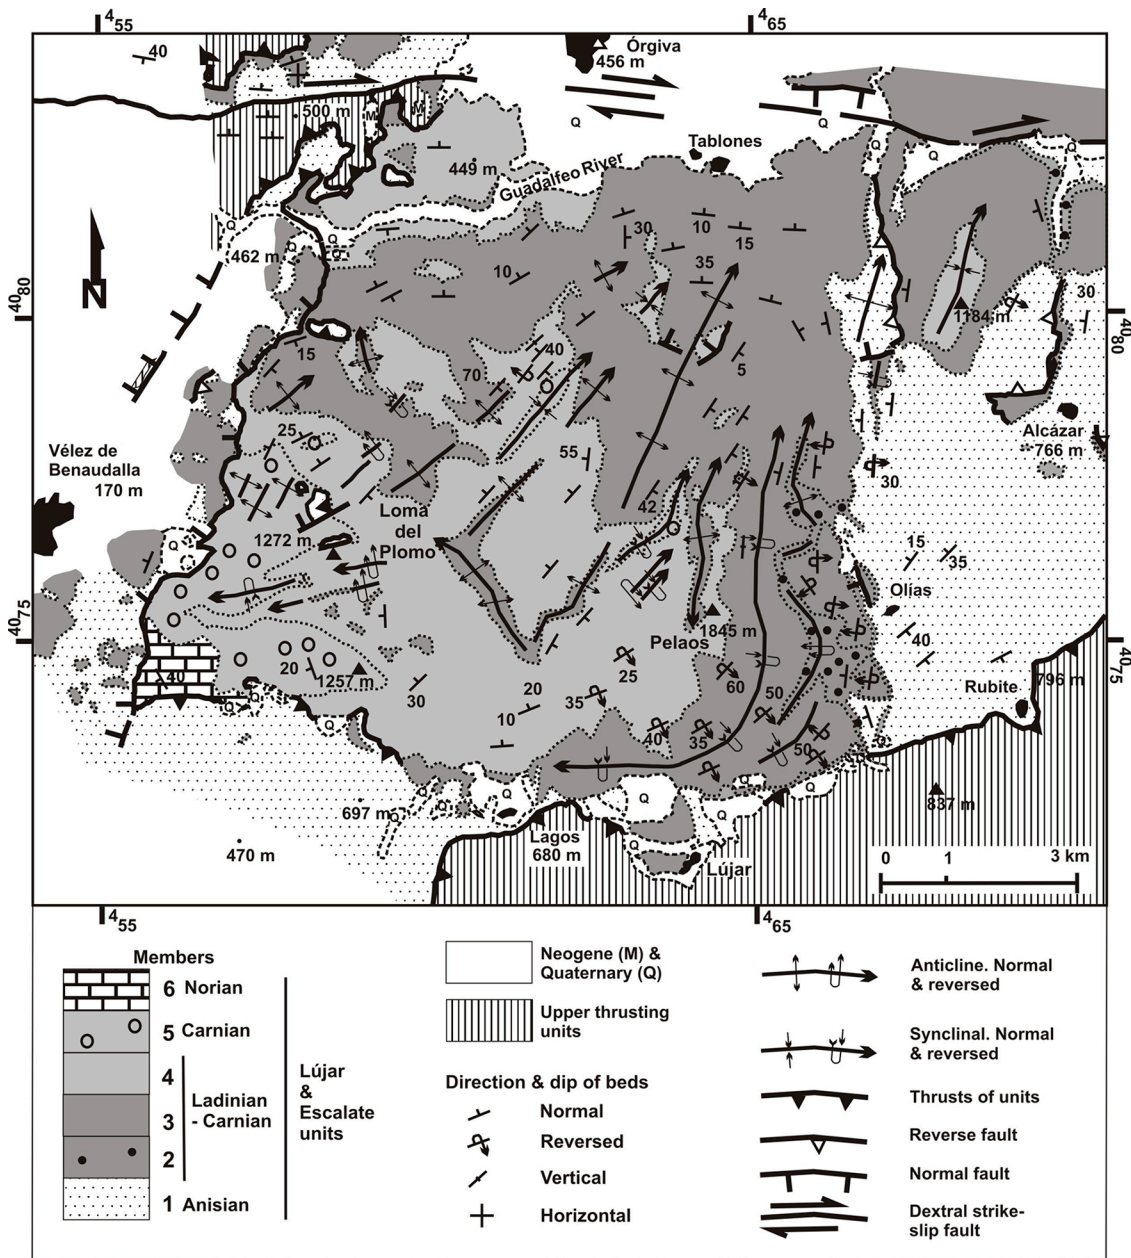 455
465
40
Órgiva
456 m
500 m
M
M
Q
Q
Tablones
Q
Q
Q
449 m
Guadalfeo River
Q
Q
Q
Q
462 m
30
10
15
35
10
N
4080
30
1184 m
4080
15
40
70
5
25
55
Alcázar
766 m
Vélez de
Benaudalla
170 m
30
42
Loma
del
Plomo
1272 m
Q
15
35
Olías
4075
40
Pelaos
1845 m
4075
40
20
1257 m
25
60
50
Rubite
796 m
30
20
35
10
Q
Q
Q
40
35
50
Q
Q
Q
Q
Q
Q
Q
837 m
697 m
Q
Q
Lagos
680 m
Q
Q
470 m
Lújar
0 1 3 km
455
465
Members
6 Norian
5 Carnian
4
3
2
Ladinian
- Carnian
1 Anisian
Lújar
&
Escalate
units
Neogene (M) &
Quaternary (Q)
Upper thrusting
units
Direction & dip of beds
Normal
Reversed
Vertical
Horizontal
Anticline. Normal
& reversed
Synclinal. Normal
& reversed
Thrusts of units
Reverse fault
Normal fault
Dextral strike-
slip fault